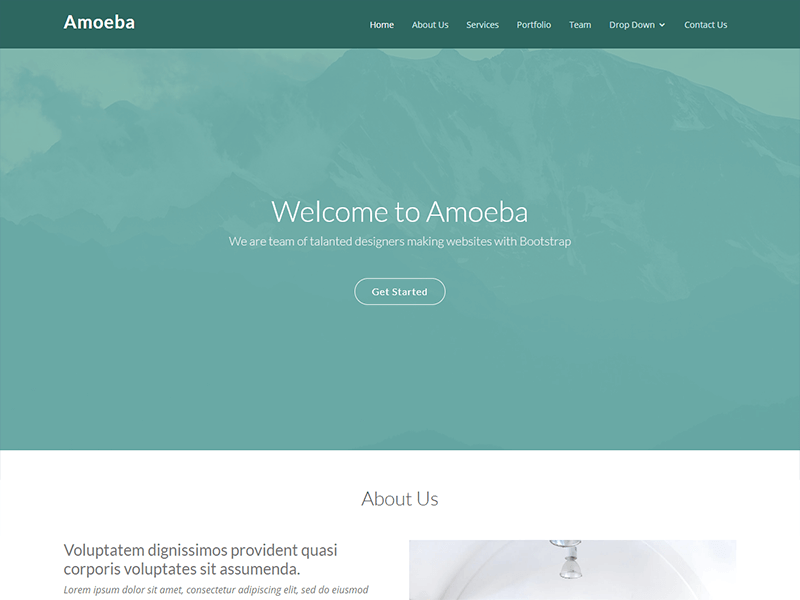 Amoeba
Home About Us Services Portfolio Team Drop Down Contact Us
Welcome to Amoeba
We are team of talanted designers making websites with Bootstrap
Get Started
About Us
Voluptatem dignissimos provident quasi
corporis voluptates sit assumenda.
Lorem ipsum dolor sit amet, consectetur adipiscing elit, sed do eiusmod